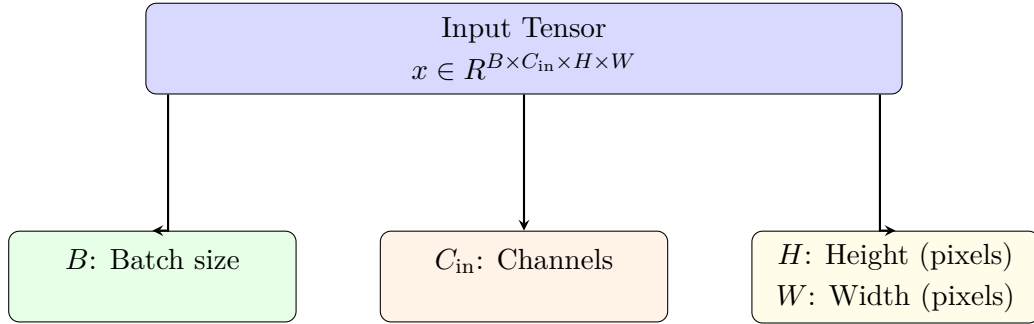 Input Tensor
x ∈ R^{B×C_in×H×W}
B: Batch size
C_in: Channels
H: Height (pixels)
W: Width (pixels)